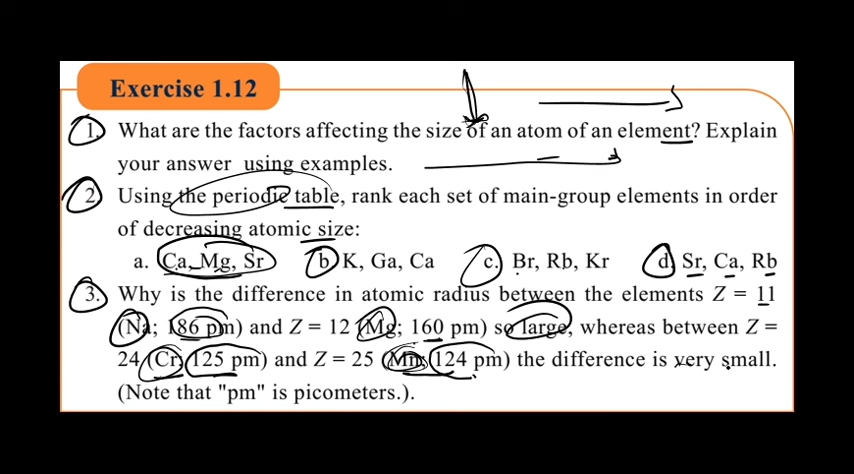 Exercise 1.12
1. What are the factors affecting the size of an atom of an element? Explain
your answer using examples.
2. Using the periodic table, rank each set of main-group elements in order
of decreasing atomic size:
a. Ca, Mg, Sr b. K, Ga, Ca c. Br, Rb, Kr d. Sr, Ca, Rb
3. Why is the difference in atomic radius between the elements Z = 11
(Na; 186 pm) and Z = 12 (Mg; 160 pm) so large, whereas between Z =
24 (Cr; 125 pm) and Z = 25 (Mn; 124 pm) the difference is very small.
(Note that "pm" is picometers.).